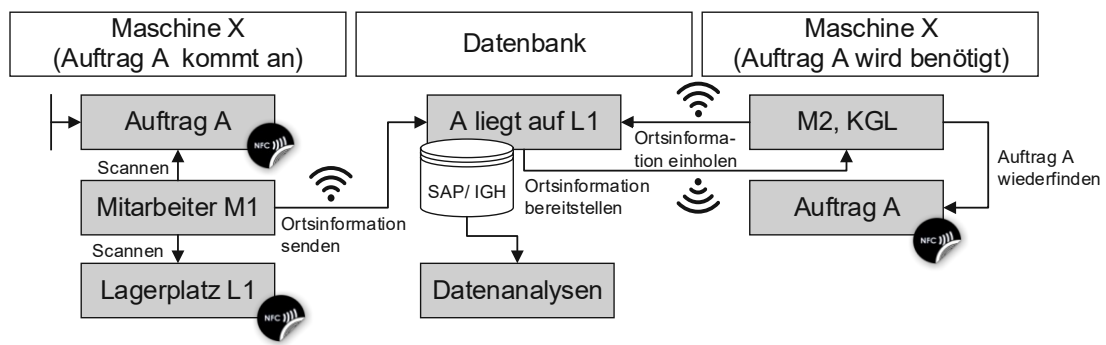 Maschine X
(Auftrag A kommt an)
Datenbank
Maschine X
(Auftrag A wird benötigt)
Auftrag A
NFC
Scannen
Mitarbeiter M1
Scannen
Lagerplatz L1
NFC
Ortsinformation
senden
A liegt auf L1
SAP/ IGH
Datenanalysen
Ortsinforma-
tion einholen
Ortsinformation
bereitstellen
M2, KGL
Auftrag A
wiederfinden
Auftrag A
NFC